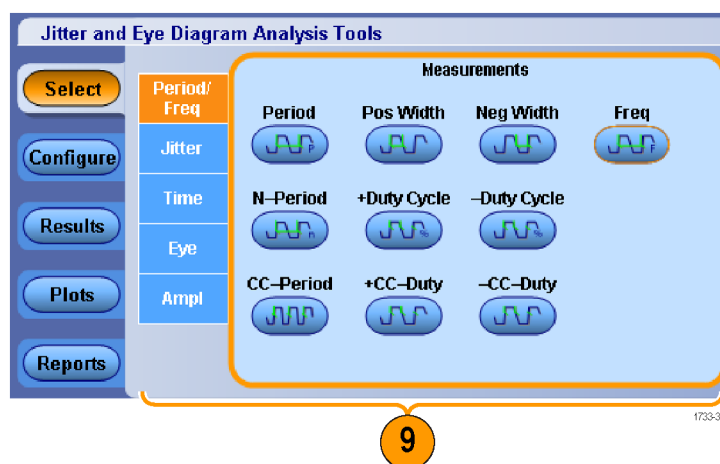 Jitter and Eye Diagram Analysis Tools
Select
Configure
Results
Plots
Reports
Period/
Freq
Jitter
Time
Eye
Ampl
Measurements
Period Pos Width Neg Width Freq
N–Period +Duty Cycle –Duty Cycle
CC–Period +CC–Duty –CC–Duty
9
1733-3